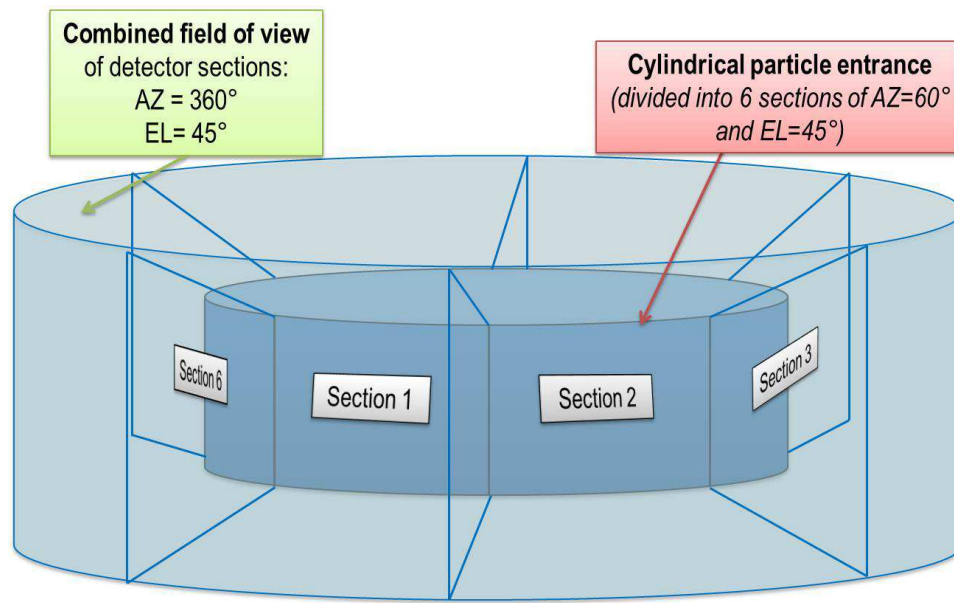 Combined field of view
of detector sections:
AZ = 360°
EL= 45°
Cylindrical particle entrance
(divided into 6 sections of AZ=60°
and EL=45°)
Section 6
Section 1
Section 2
Section 3